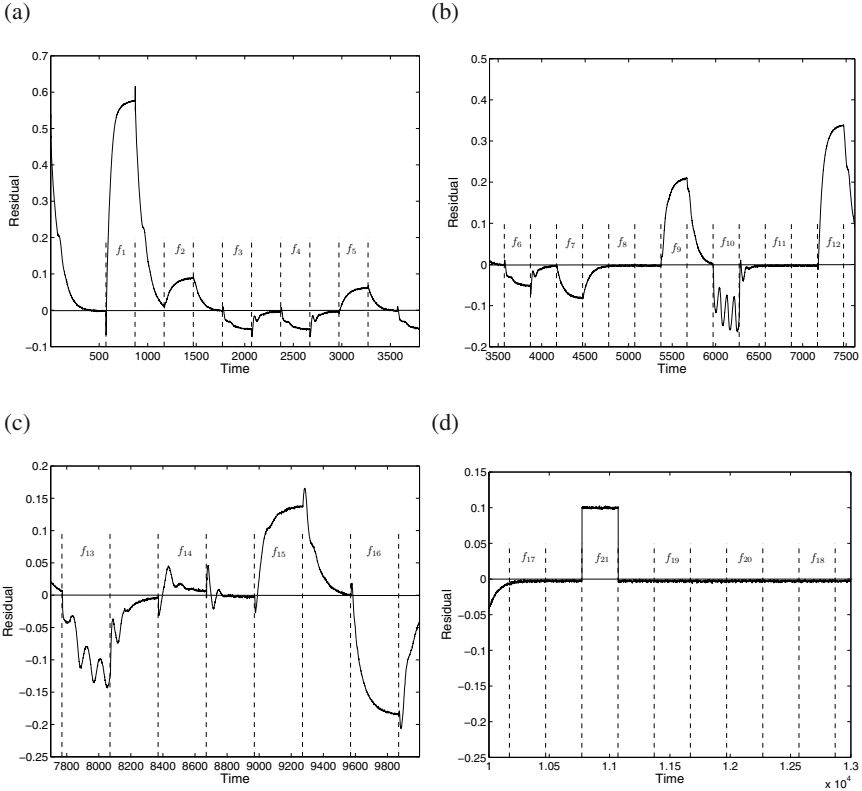 (a)
0.7
0.6
0.5
0.4
0.3
0.2
0.1
0
−0.1
Residual
f1
f2
f3
f4
f5
500 1000 1500 2000 2500 3000 3500
Time
(b)
0.5
0.4
0.3
0.2
0.1
0
−0.1
−0.2
Residual
f6
f7
f8
f9
f10
f11
f12
3500 4000 4500 5000 5500 6000 6500 7000 7500
Time
(c)
0.2
0.15
0.1
0.05
0
−0.05
−0.1
−0.15
−0.2
−0.25
Residual
f13
f14
f15
f16
7800 8000 8200 8400 8600 8800 9000 9200 9400 9600 9800
Time
(d)
0.15
0.1
0.05
0
−0.05
−0.1
−0.15
−0.2
−0.25
Residual
f17
f21
f19
f20
f18
1 1.05 1.1 1.15 1.2 1.25 1.3
Time
x 10^4